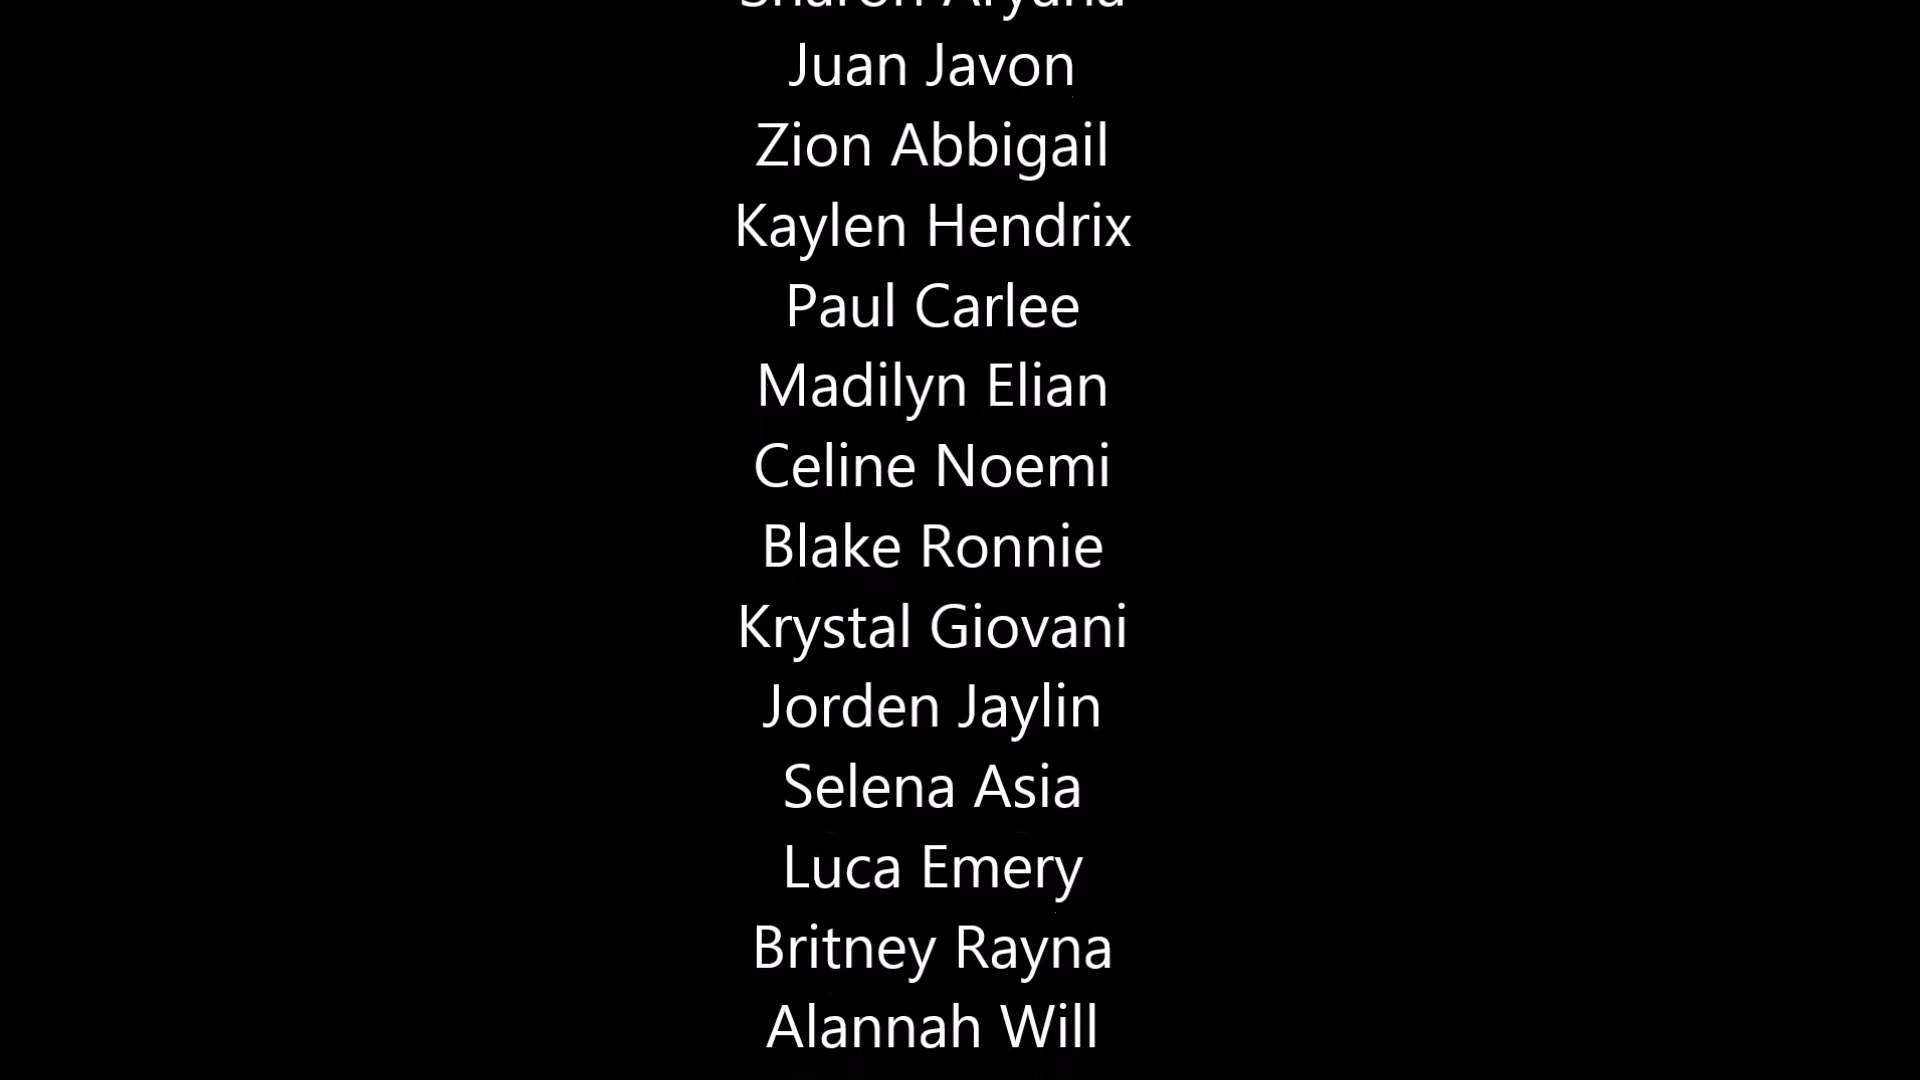 Juan Javon
Zion Abbigail
Kaylen Hendrix
Paul Carlee
Madilyn Elian
Celine Noemi
Blake Ronnie
Krystal Giovani
Jorden Jaylin
Selena Asia
Luca Emery
Britney Rayna
Alannah Will